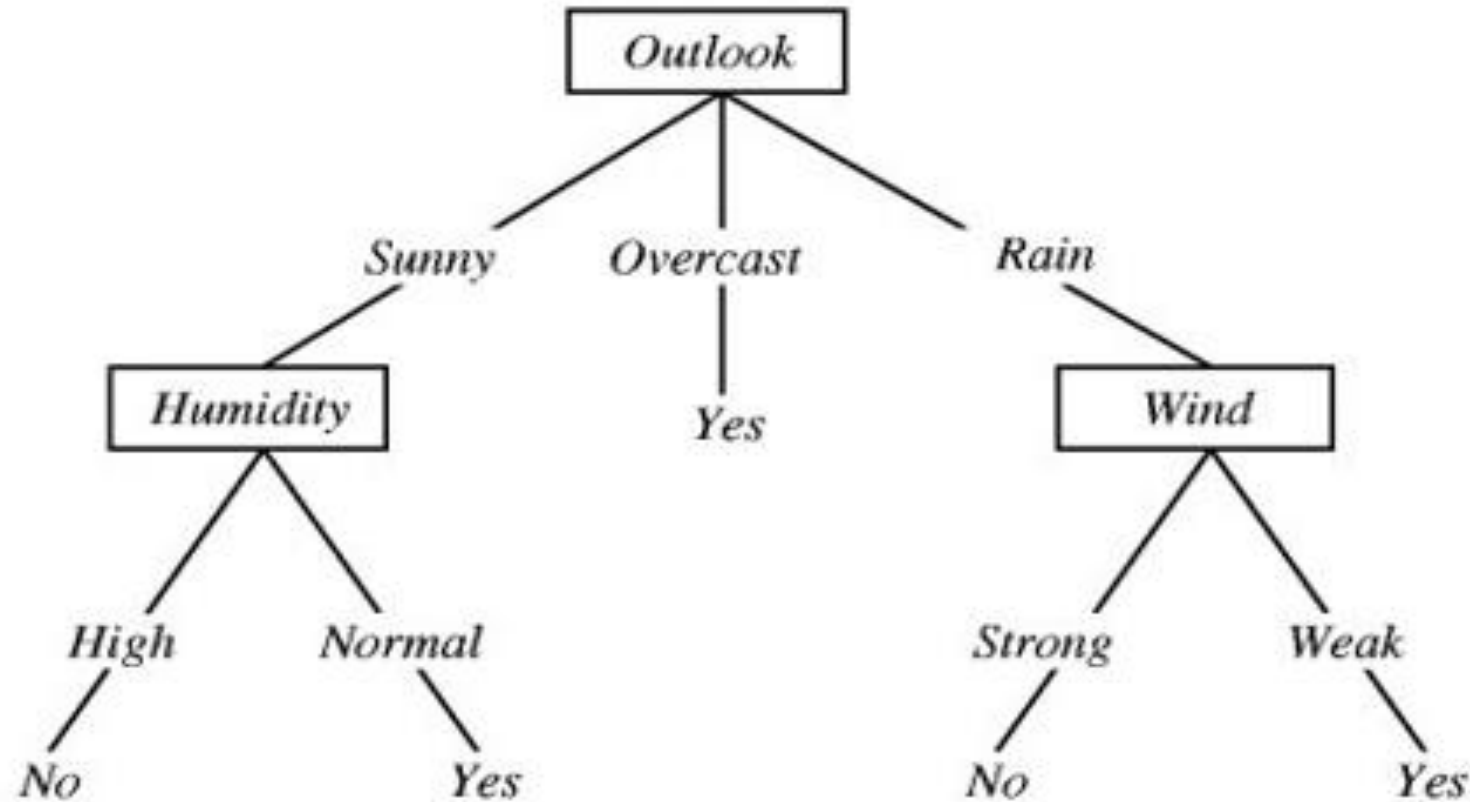 Outlook
Sunny Overcast Rain
Humidity Yes Wind
High Normal Strong Weak
No Yes No Yes